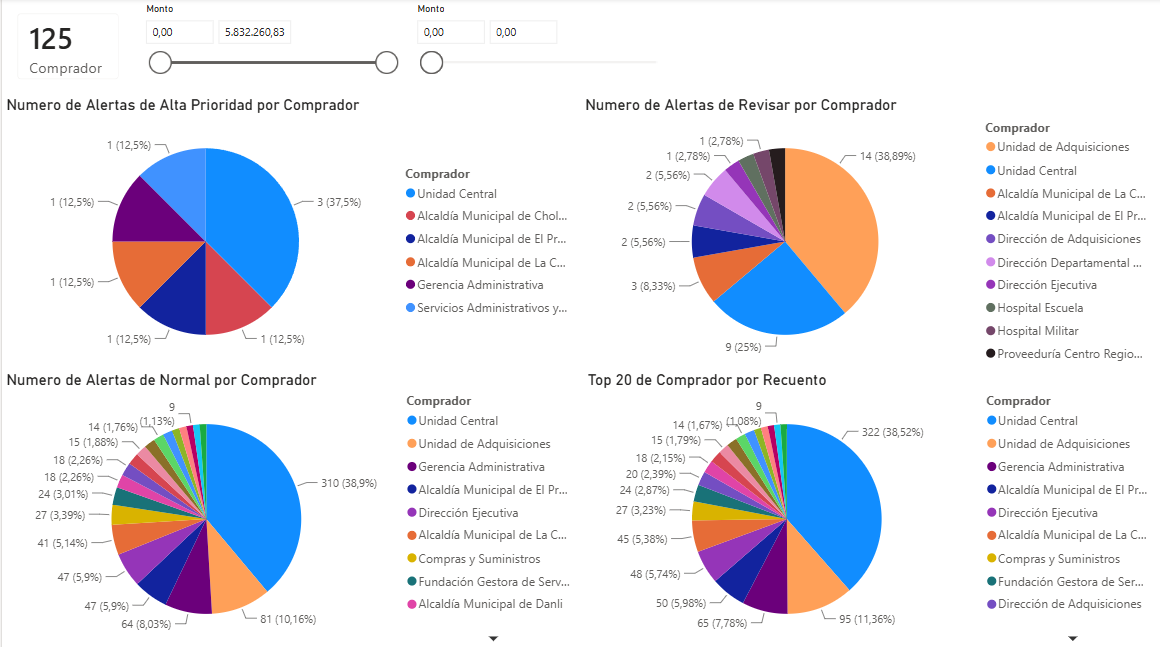 125
Comprador
Monto
0,00
5.832.260,83
Monto
0,00
0,00
Numero de Alertas de Alta Prioridad por Comprador
1 (12,5%)
3 (37,5%)
1 (12,5%)
1 (12,5%)
1 (12,5%)
1 (12,5%)
Comprador
Unidad Central
Alcaldía Municipal de Chol...
Alcaldía Municipal de El Pr...
Alcaldía Municipal de La C...
Gerencia Administrativa
Servicios Administrativos y...
Numero de Alertas de Revisar por Comprador
1 (2,78%)
1 (2,78%)
14 (38,89%)
2 (5,56%)
2 (5,56%)
2 (5,56%)
3 (8,33%)
9 (25%)
Comprador
Unidad de Adquisiciones
Unidad Central
Alcaldía Municipal de La C...
Alcaldía Municipal de El Pr...
Dirección de Adquisiciones
Dirección Departamental ...
Dirección Ejecutiva
Hospital Escuela
Hospital Militar
Proveeduría Centro Regio...
Numero de Alertas de Normal por Comprador
9
(1,13%)
14 (1,76%)
15 (1,88%)
18 (2,26%)
18 (2,26%)
24 (3,01%)
27 (3,39%)
41 (5,14%)
47 (5,9%)
47 (5,9%)
64 (8,03%)
81 (10,16%)
310 (38,9%)
Comprador
Unidad Central
Unidad de Adquisiciones
Gerencia Administrativa
Alcaldía Municipal de El Pr...
Dirección Ejecutiva
Alcaldía Municipal de La C...
Compras y Suministros
Fundación Gestora de Serv...
Alcaldía Municipal de Danli
Top 20 de Comprador por Recuento
9
(1,08%)
14 (1,67%)
15 (1,79%)
18 (2,15%)
20 (2,39%)
24 (2,87%)
27 (3,23%)
45 (5,38%)
48 (5,74%)
50 (5,98%)
65 (7,78%)
95 (11,36%)
322 (38,52%)
Comprador
Unidad Central
Unidad de Adquisiciones
Gerencia Administrativa
Alcaldía Municipal de El Pr...
Dirección Ejecutiva
Alcaldía Municipal de La C...
Compras y Suministros
Fundación Gestora de Ser...
Dirección de Adquisiciones